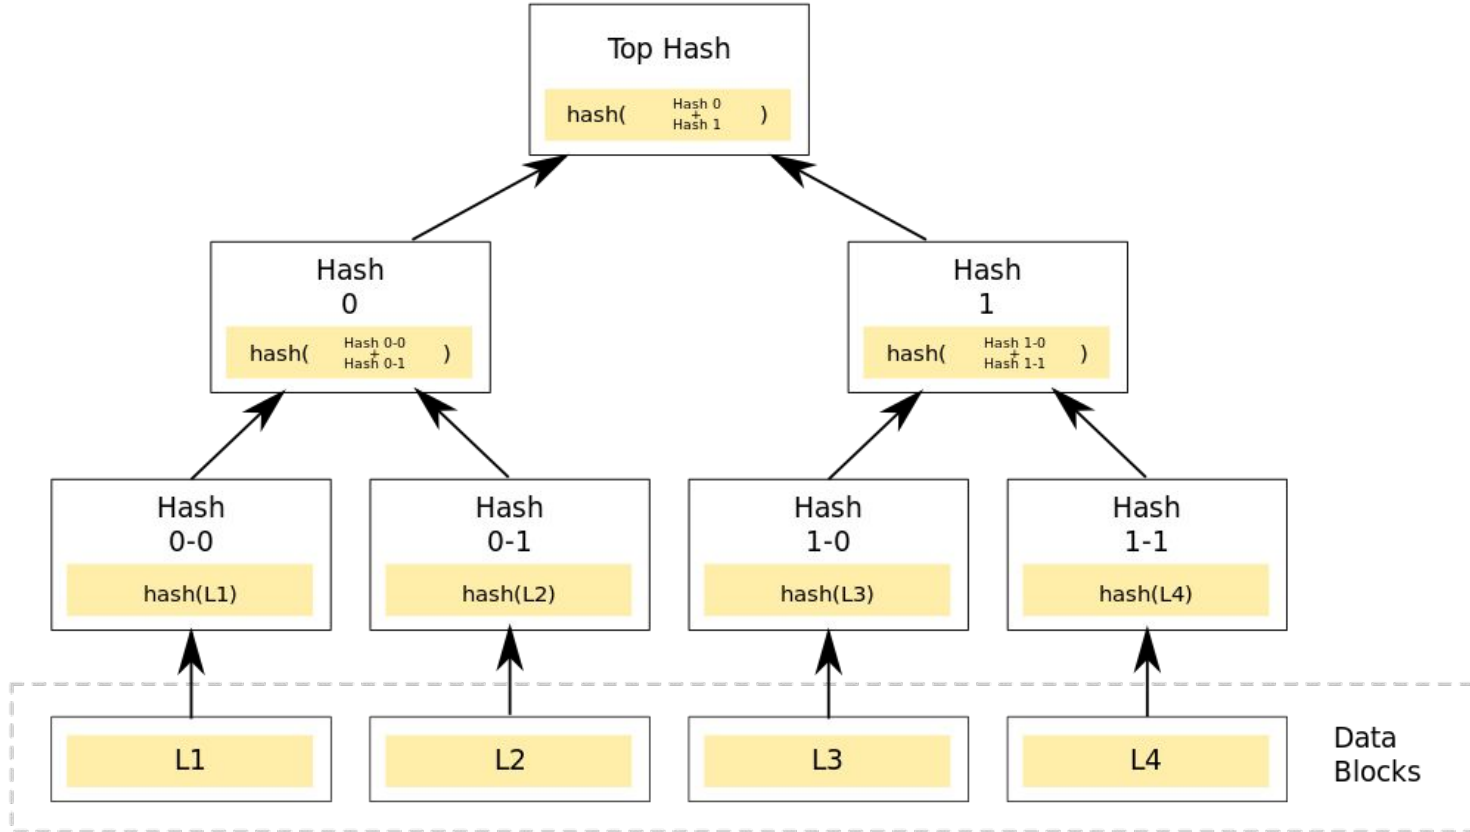 Top Hash
hash( Hash 0 + Hash 1 )
Hash
0
hash( Hash 0-0 + Hash 0-1 )
Hash
1
hash( Hash 1-0 + Hash 1-1 )
Hash
0-0
hash(L1)
Hash
0-1
hash(L2)
Hash
1-0
hash(L3)
Hash
1-1
hash(L4)
L1
L2
L3
L4
Data
Blocks